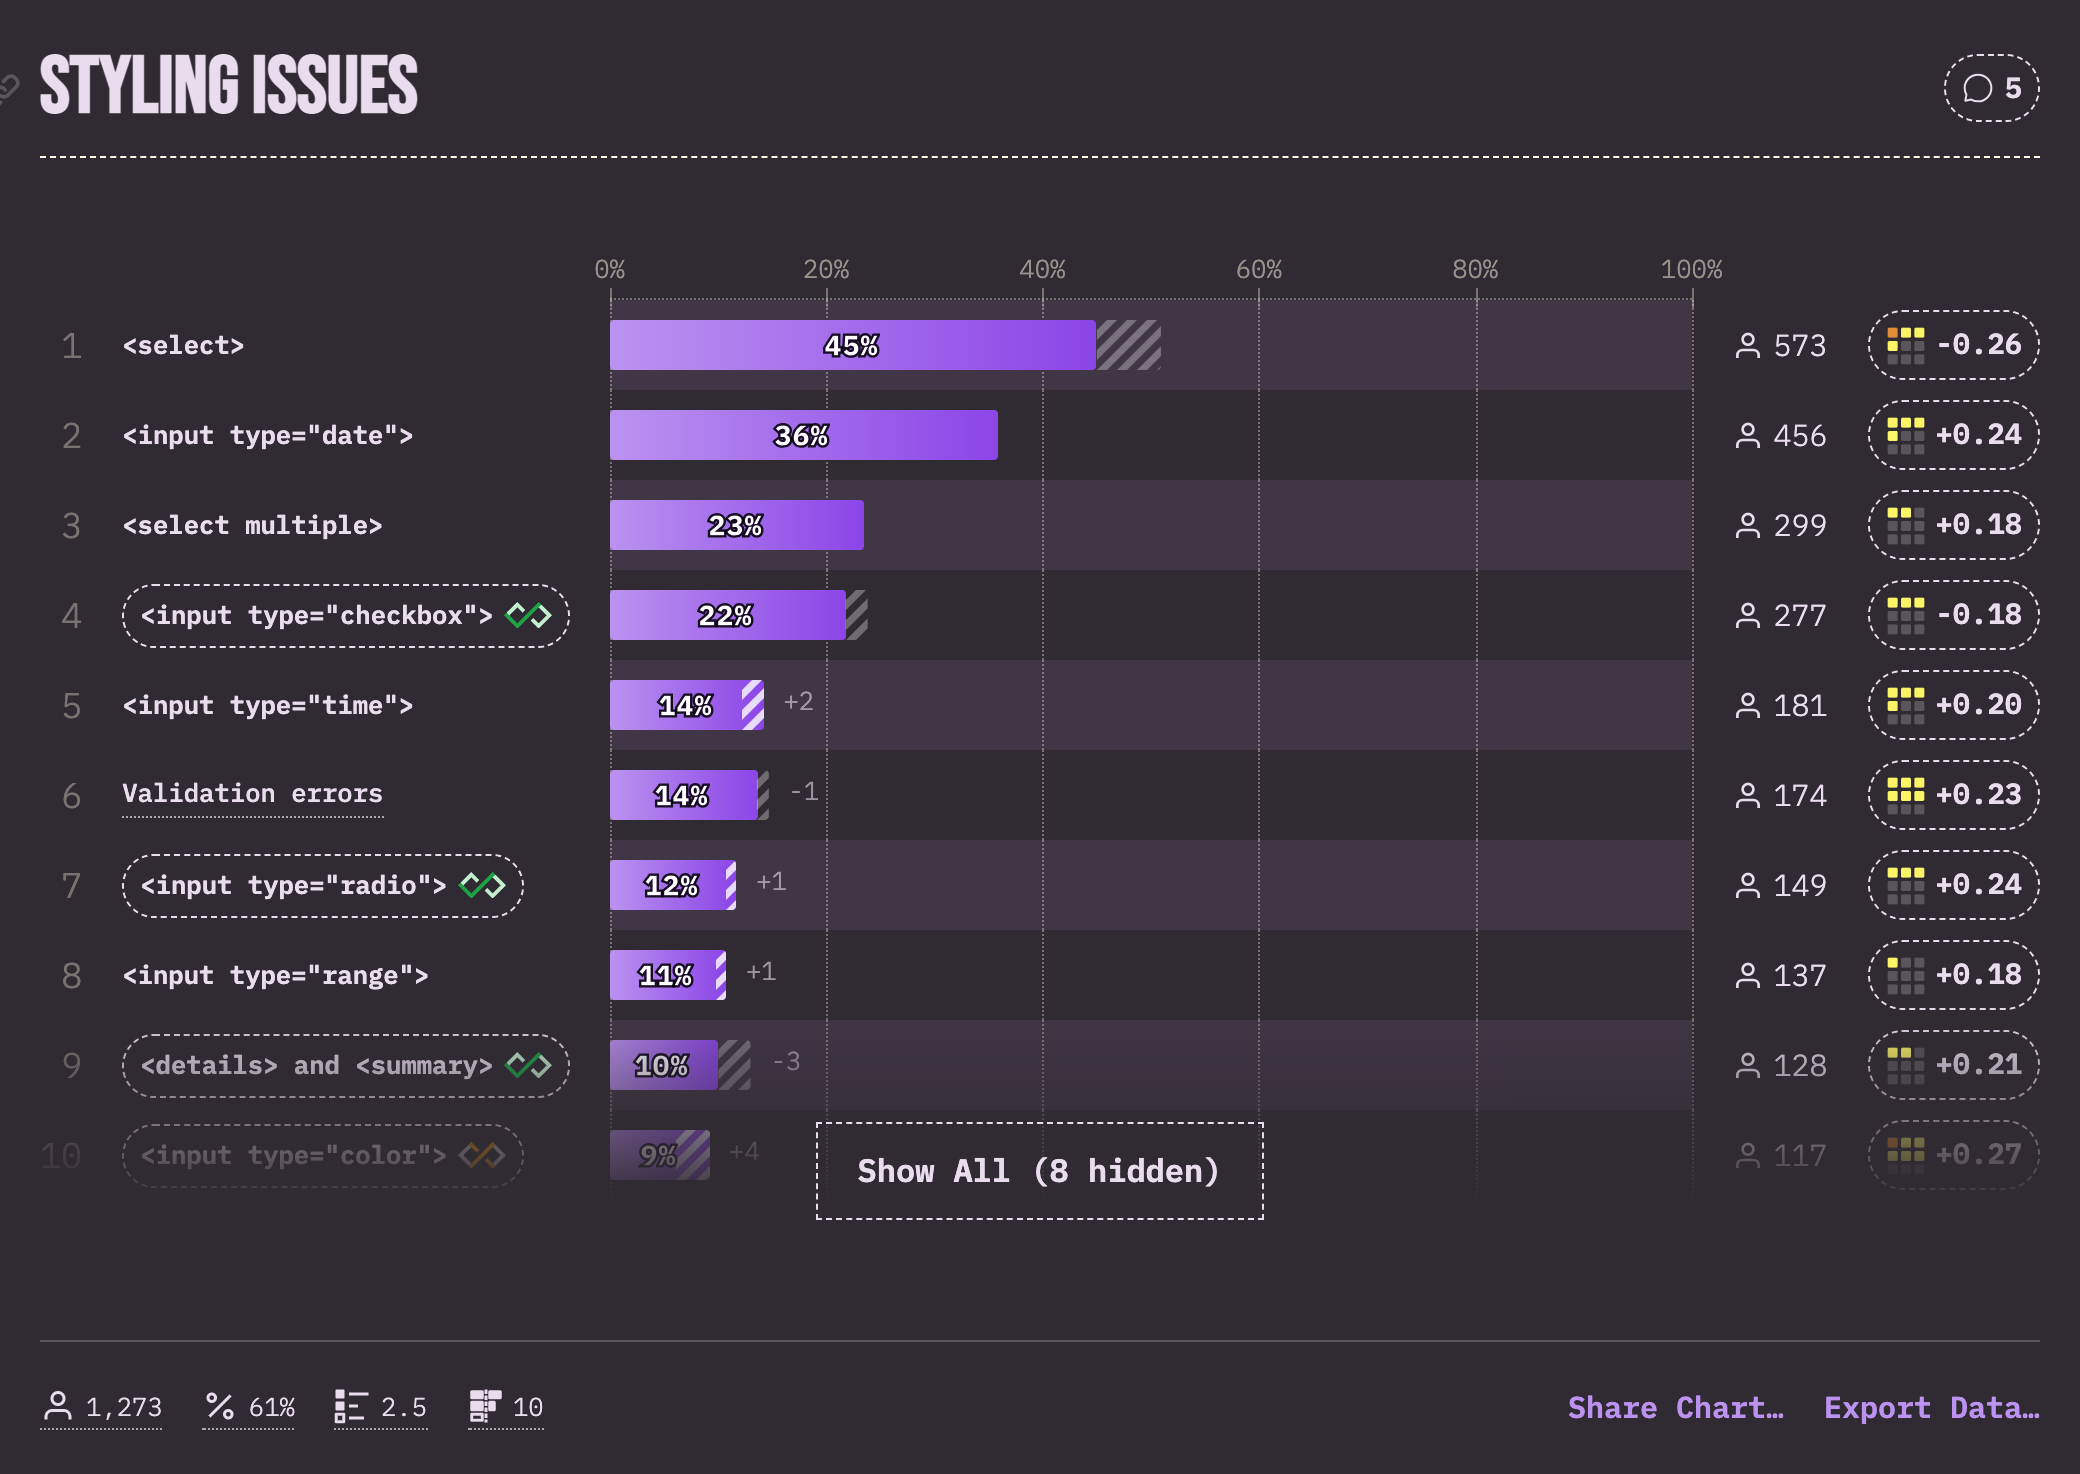 STYLING ISSUES
5
0% 20% 40% 60% 80% 100%
1 <select> 45% 573 -0.26
2 <input type="date"> 36% 456 +0.24
3 <select multiple> 23% 299 +0.18
4 <input type="checkbox"> 22% 277 -0.18
5 <input type="time"> 14% +2 181 +0.20
6 Validation errors 14% -1 174 +0.23
7 <input type="radio"> 12% +1 149 +0.24
8 <input type="range"> 11% +1 137 +0.18
9 <details> and <summary> 10% -3 128 +0.21
10 <input type="color"> 9% +4 117 +0.27
Show All (8 hidden)
1,273 61% 2.5 10 Share Chart… Export Data…